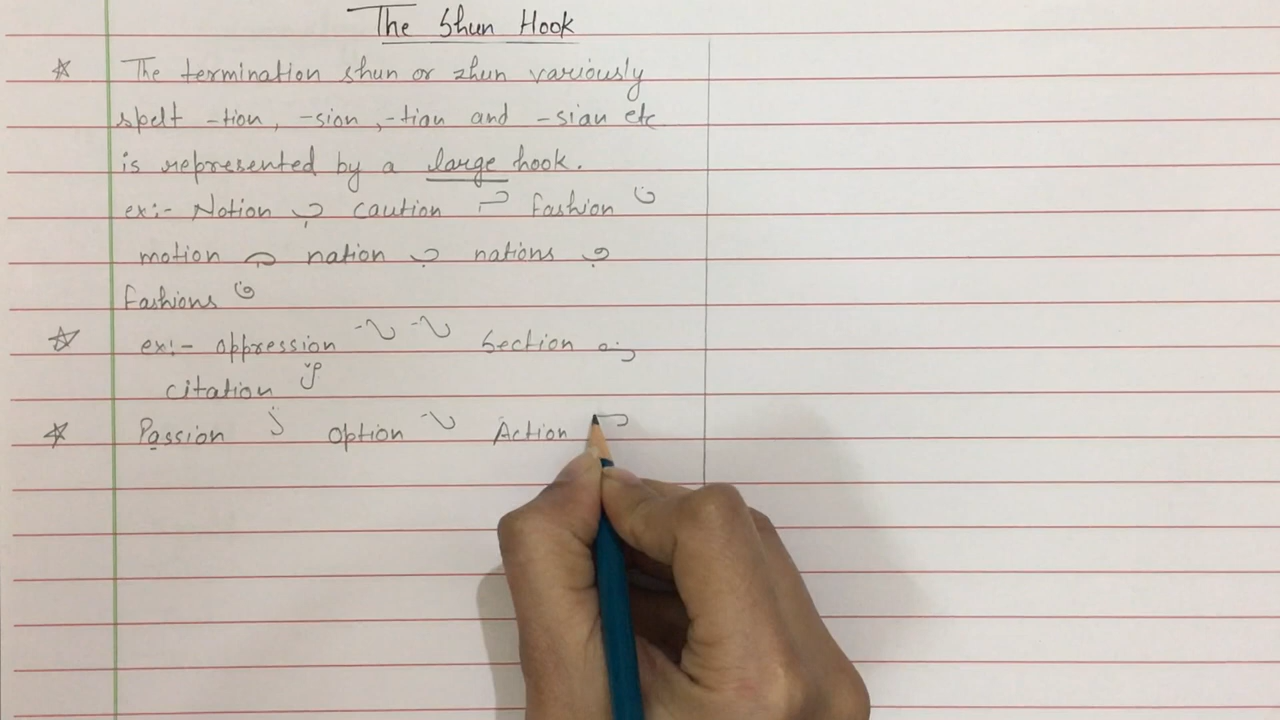 The Shun Hook
The termination shun or zhun variously
spelt -tion, -sion, -tian and -sian etc
is represented by a large hook.
ex:- Notion caution fashion
motion nation nations
fashions
ex:- oppression Section
citation
Passion option Action